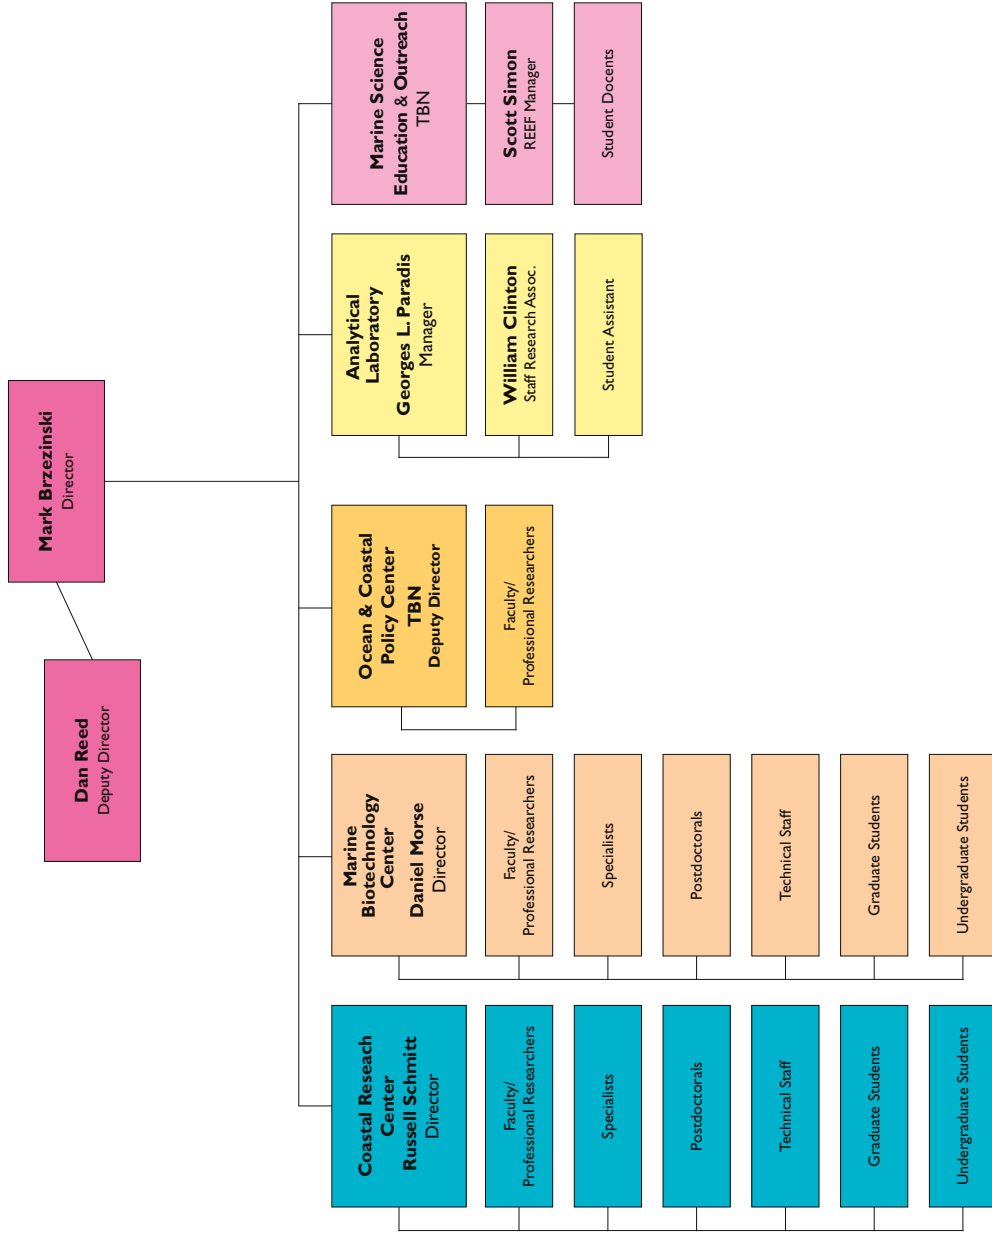 Mark Brzezinski
Director
Dan Reed
Deputy Director
Coastal Reseach
Center
Russell Schmitt
Director
Faculty/
Professional Researchers
Specialists
Postdoctorals
Technical Staff
Graduate Students
Undergraduate Students
Marine
Biotechnology
Center
Daniel Morse
Director
Faculty/
Professional Researchers
Specialists
Postdoctorals
Technical Staff
Graduate Students
Undergraduate Students
Ocean & Coastal
Policy Center
TBN
Deputy Director
Faculty/
Professional Researchers
Analytical
Laboratory
Georges L. Paradis
Manager
William Clinton
Staff Research Assoc.
Student Assistant
Marine Science
Education & Outreach
TBN
Scott Simon
REEF Manager
Student Docents